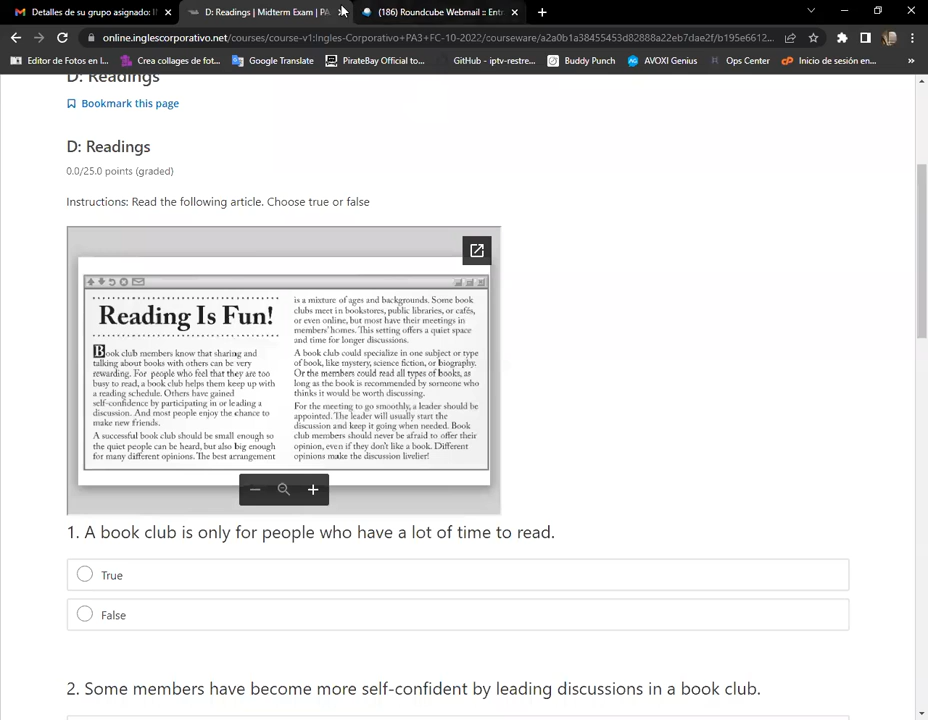 Detalles de su grupo asignado: II
D: Readings | Midterm Exam | PA
(186) Roundcube Webmail :: Entr
online.inglescorporativo.net/courses/course-v1:Ingles-Corporativo+PA3+FC-10-2022/courseware/a2a0b1a38455453d82888a22eb7dae2f/b195e6612...
Editor de Fotos en l...
Crea collages de fot...
Google Translate
PirateBay Official to...
GitHub - iptv-restre...
Buddy Punch
AVOXI Genius
Ops Center
Inicio de sesión en...
D: Readings
Bookmark this page
D: Readings
0.0/25.0 points (graded)
Instructions: Read the following article. Choose true or false
Reading Is Fun!
Book club members know that sharing and
talking about books with others can be very
rewarding. For people who feel that they are too
busy to read, a book club helps them keep up with
a reading schedule. Others have gained
self-confidence by participating in or leading a
discussion. And most people enjoy the chance to
make new friends.
A successful book club should be small enough so
the quiet people can be heard, but also big enough
for many different opinions. The best arrangement
is a mixture of ages and backgrounds. Some book
clubs meet in bookstores, public libraries, or cafés,
or even online, but most have their meetings in
members' homes. This setting offers a quiet space
and time for longer discussions.
A book club could specialize in one subject or type
of book, like mystery, science fiction, or biography.
Or the members could read all types of books, as
long as the book is recommended by someone who
thinks it would be worth discussing.
For the meeting to go smoothly, a leader should be
appointed. The leader will usually start the
discussion and keep it going when needed. Book
club members should never be afraid to offer their
opinion, even if they don't like a book. Different
opinions make the discussion livelier!
1. A book club is only for people who have a lot of time to read.
True
False
2. Some members have become more self-confident by leading discussions in a book club.